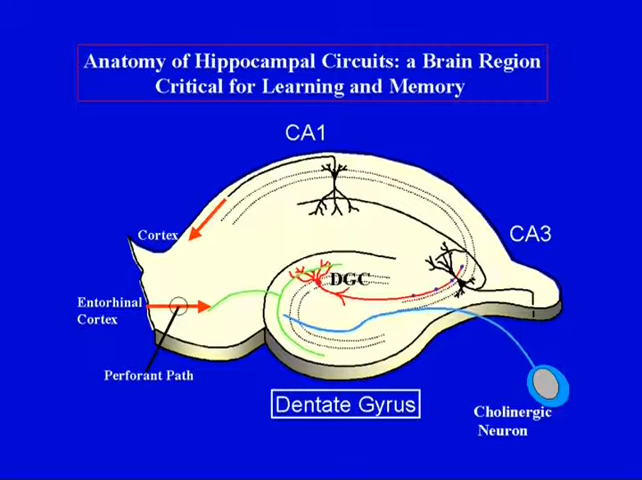 Anatomy of Hippocampal Circuits: a Brain Region
Critical for Learning and Memory
CA1
CA3
Cortex
DGC
Entorhinal
Cortex
Perforant Path
Dentate Gyrus
Cholinergic
Neuron